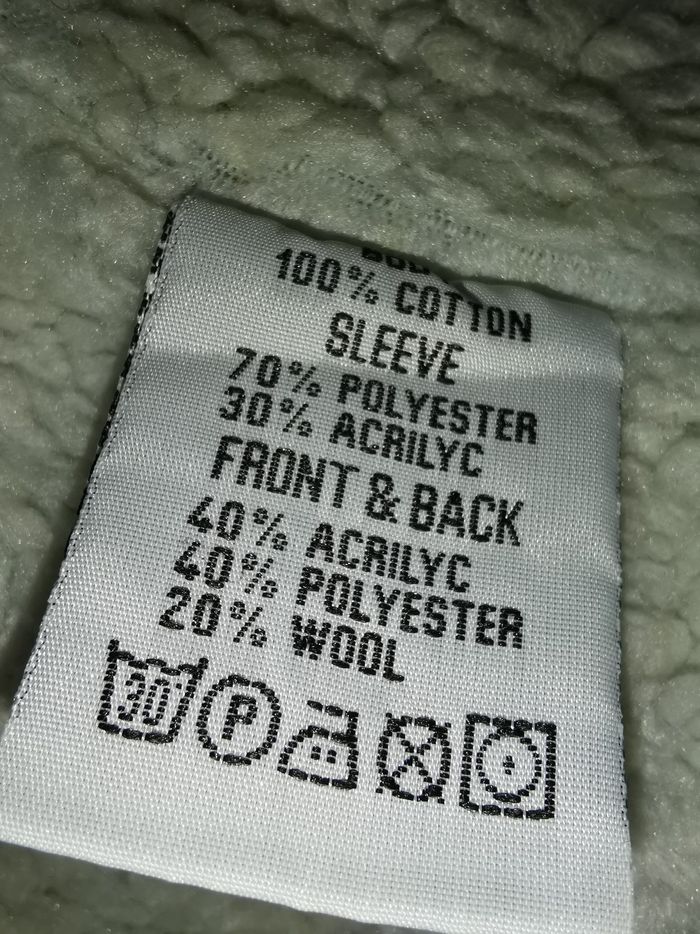 100% COTTON
SLEEVE
70% POLYESTER
30% ACRILYC
FRONT & BACK
40% ACRILYC
40% POLYESTER
20% WOOL
30° P